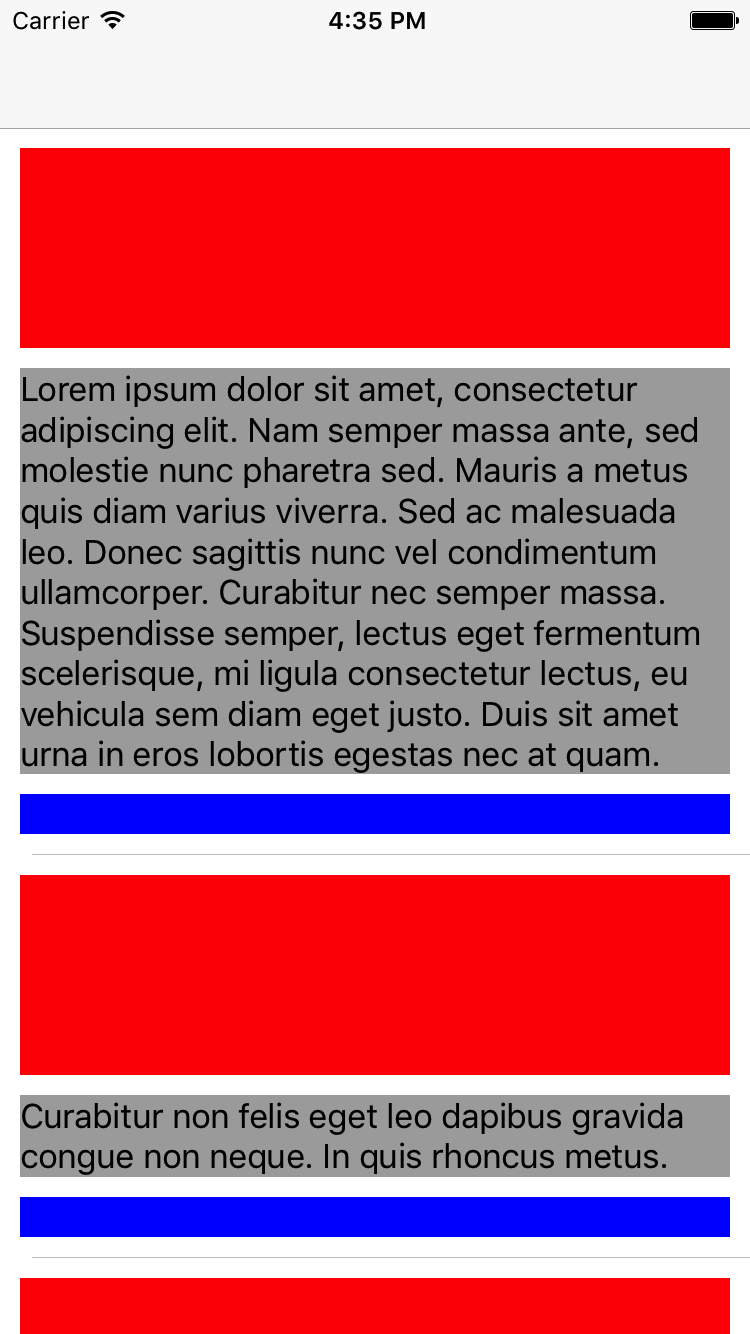 Carrier 4:35 PM
Lorem ipsum dolor sit amet, consectetur
adipiscing elit. Nam semper massa ante, sed
molestie nunc pharetra sed. Mauris a metus
quis diam varius viverra. Sed ac malesuada
leo. Donec sagittis nunc vel condimentum
ullamcorper. Curabitur nec semper massa.
Suspendisse semper, lectus eget fermentum
scelerisque, mi ligula consectetur lectus, eu
vehicula sem diam eget justo. Duis sit amet
urna in eros lobortis egestas nec at quam.
Curabitur non felis eget leo dapibus gravida
congue non neque. In quis rhoncus metus.